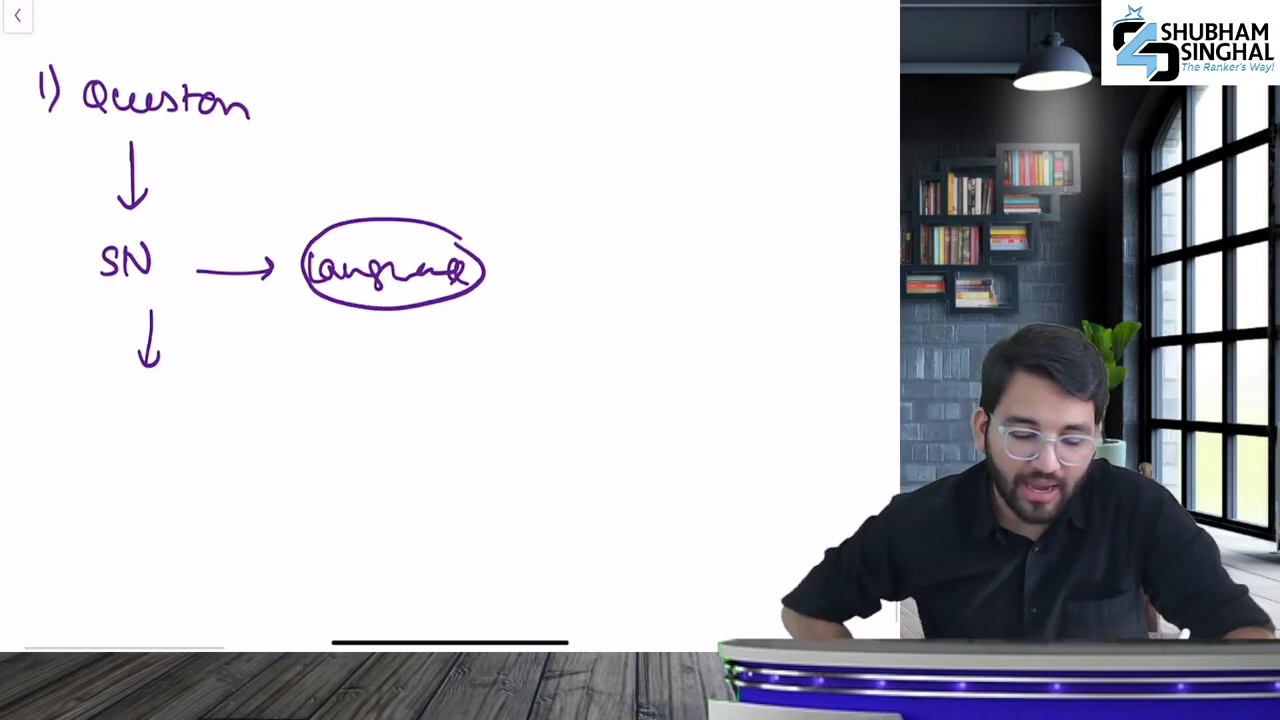 1) Queston
SN → Language
SHUBHAM
SINGHAL
The Ranker's Way!